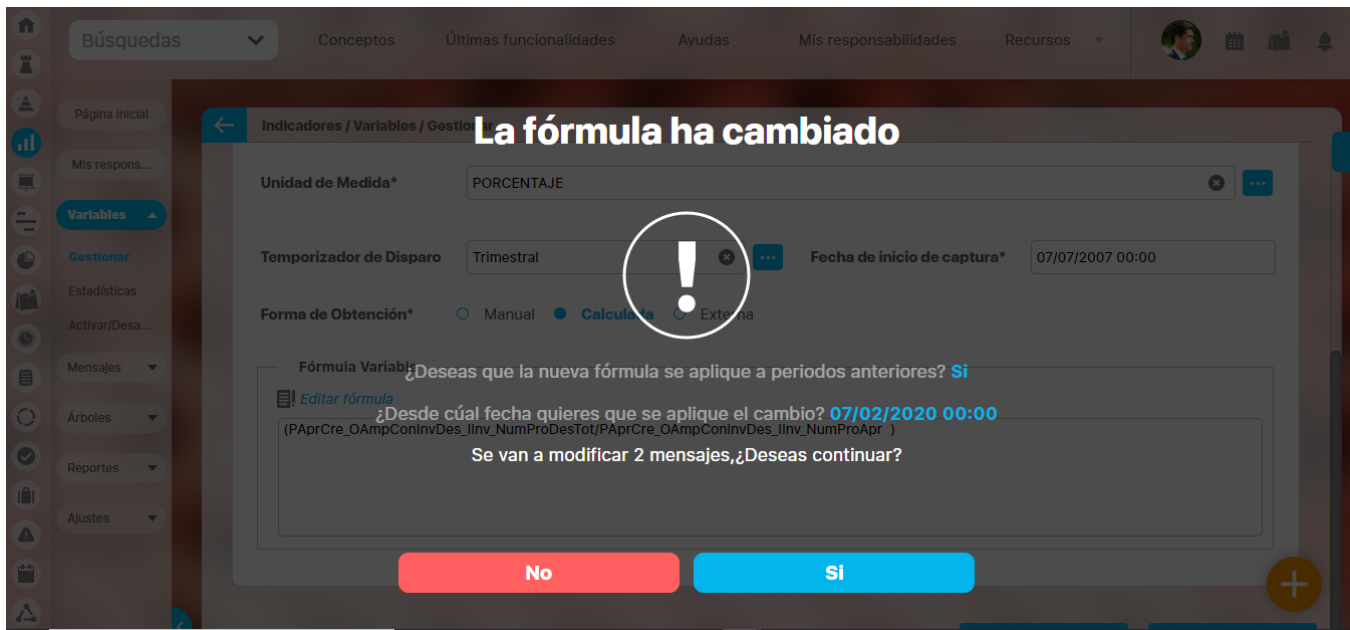 Búsquedas
Conceptos
Últimas funcionalidades
Ayudas
Mis responsabilidades
Recursos
Página inicial
Mis respons...
Variables
Gestionar
Estadísticas
Activar/Desa...
Mensajes
Árboles
Reportes
Ajustes
Indicadores / Variables / Gestionar
La fórmula ha cambiado
Unidad de Medida*
PORCENTAJE
Temporizador de Disparo
Trimestral
Fecha de inicio de captura*
07/07/2007 00:00
Forma de Obtención*
Manual
Calculada
Externa
Fórmula Variable
¿Deseas que la nueva fórmula se aplique a periodos anteriores? Si
Editar fórmula
¿Desde cúal fecha quieres que se aplique el cambio? 07/02/2020 00:00
(PAprCre_OAmpConInvDes_IInv_NumProDesTot/PAprCre_OAmpConInvDes_IInv_NumProApr )
Se van a modificar 2 mensajes,¿Deseas continuar?
No
Si